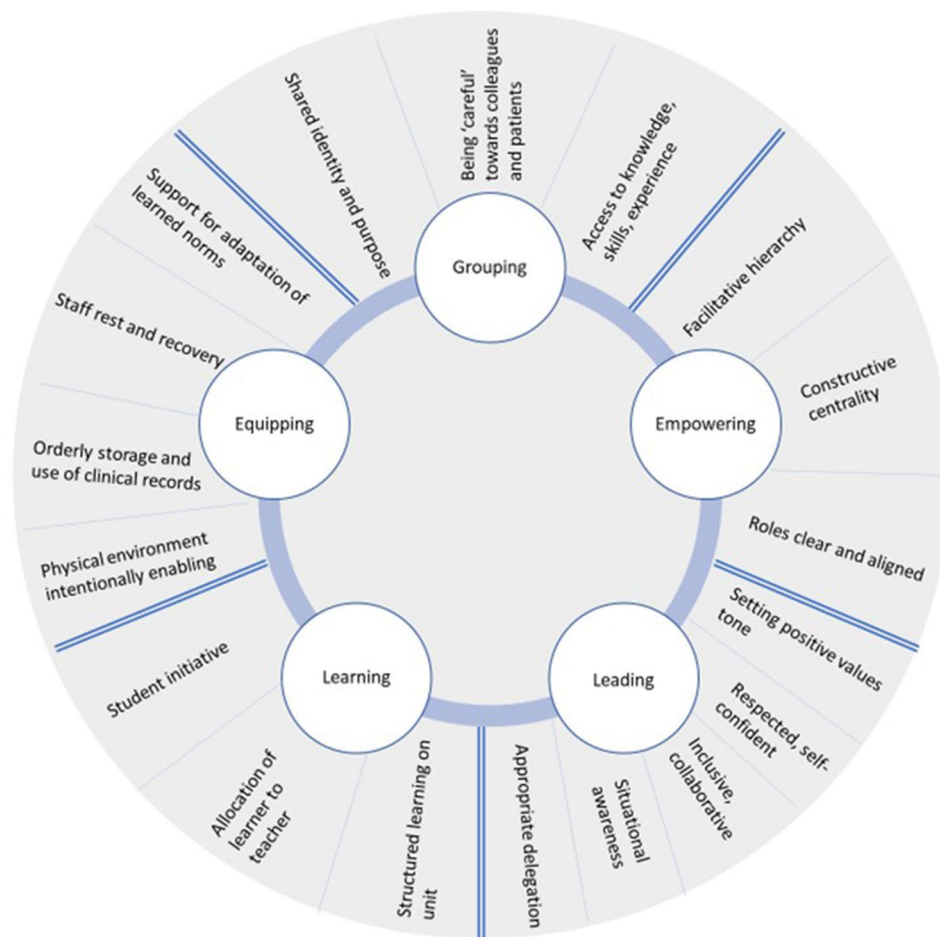 Grouping
Shared identity and purpose
Being ‘careful’
towards colleagues
and patients
Access to knowledge,
skills, experience
Empowering
Facilitative hierarchy
Constructive
centrality
Roles clear and aligned
Leading
Setting positive values
tone
Respected, self-
confident
Inclusive,
collaborative
Situational
awareness
Appropriate delegation
Learning
Structured learning on
unit
Allocation of
learner to
teacher
Student initiative
Equipping
Physical environment
intentionally enabling
Orderly storage and
use of clinical records
Staff rest and recovery
Support for adaptation of
learned norms